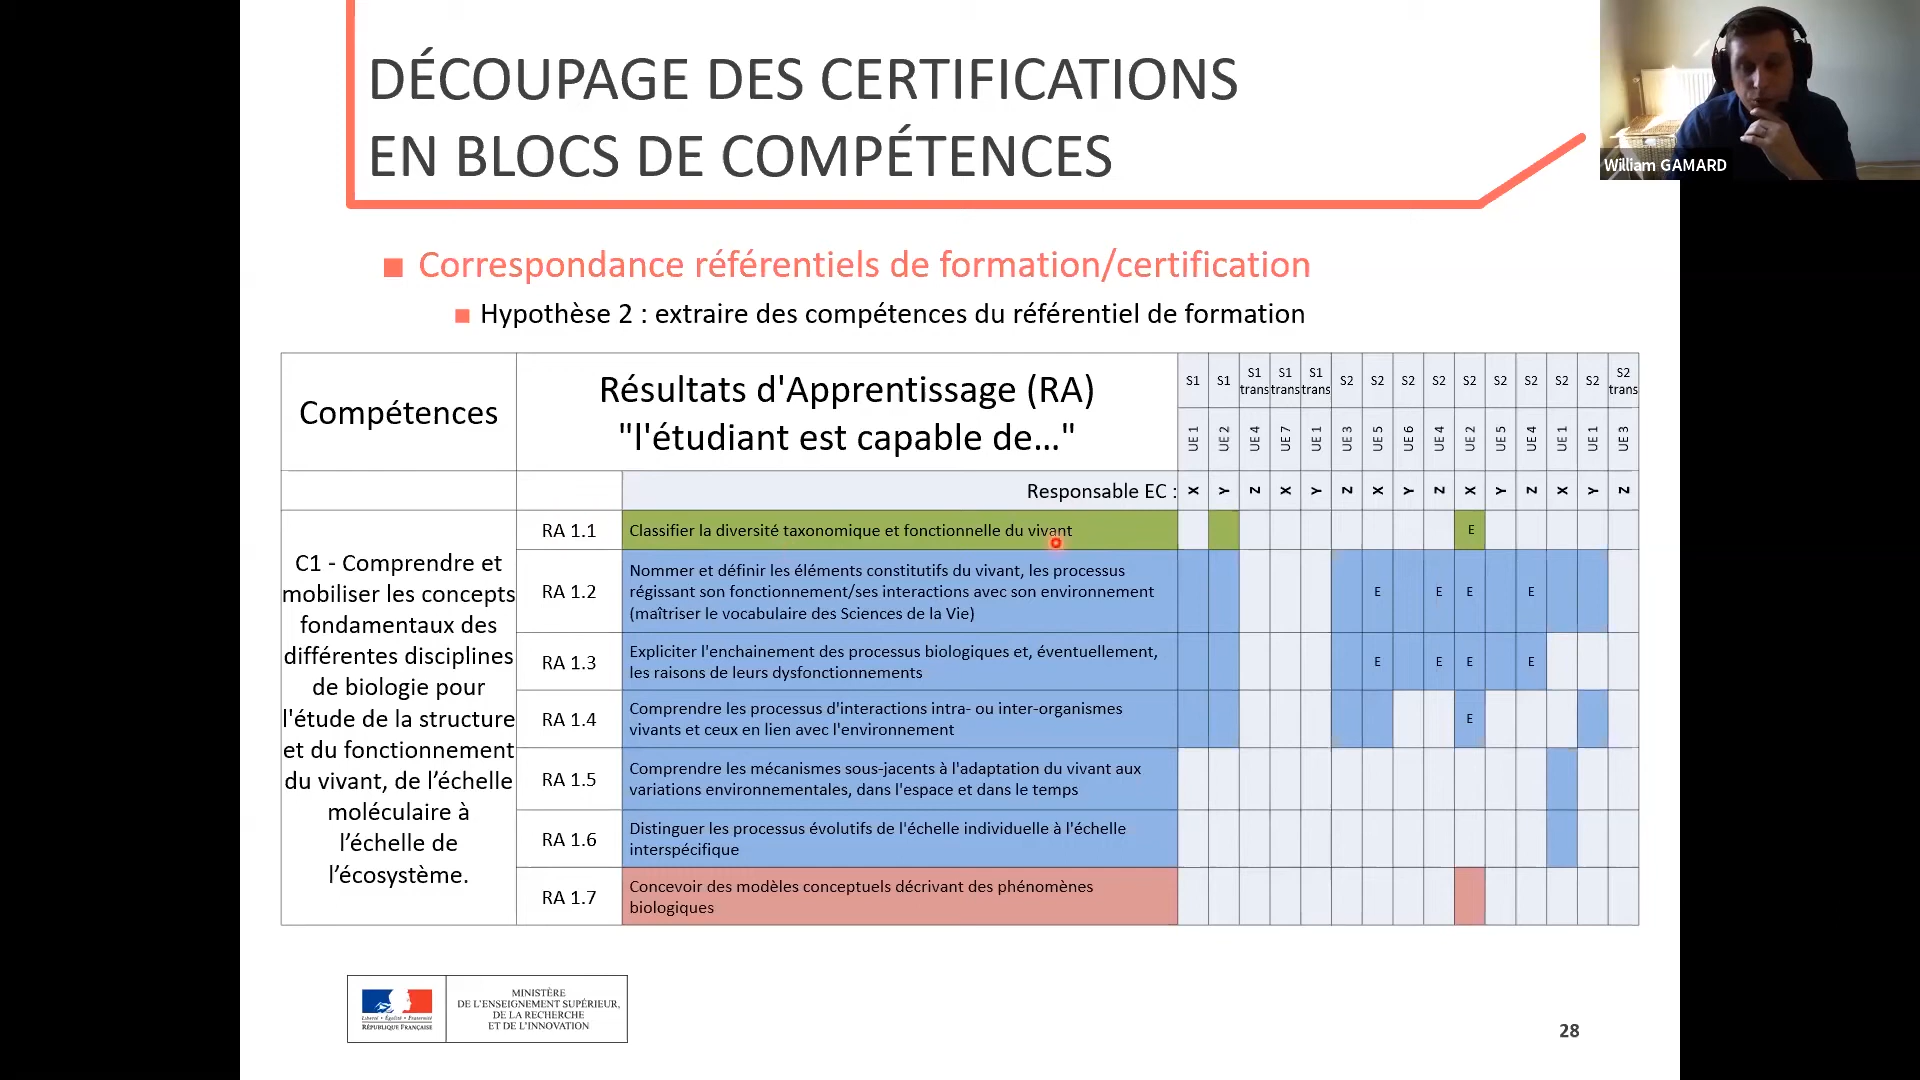 DÉCOUPAGE DES CERTIFICATIONS
EN BLOCS DE COMPÉTENCES
William GAMARD
Correspondance référentiels de formation/certification
Hypothèse 2 : extraire des compétences du référentiel de formation
Compétences
Résultats d'Apprentissage (RA)
"l'étudiant est capable de…"
S1 S1 S1 trans S1 trans S1 trans S2 S2 S2 S2 S2 S2 S2 S2 S2 S2 trans
UE 1 UE 2 UE 4 UE 7 UE 1 UE 3 UE 5 UE 6 UE 4 UE 2 UE 5 UE 4 UE 1 UE 1 UE 3
Responsable EC : X Y Z X Y Z X Y Z X Y Z X Y Z
C1 - Comprendre et
mobiliser les concepts
fondamentaux des
différentes disciplines
de biologie pour
l'étude de la structure
et du fonctionnement
du vivant, de l’échelle
moléculaire à
l’échelle de
l’écosystème.
RA 1.1
Classifier la diversité taxonomique et fonctionnelle du vivant
E
RA 1.2
Nommer et définir les éléments constitutifs du vivant, les processus
régissant son fonctionnement/ses interactions avec son environnement
(maîtriser le vocabulaire des Sciences de la Vie)
E E E E
RA 1.3
Expliciter l'enchainement des processus biologiques et, éventuellement,
les raisons de leurs dysfonctionnements
E E E E
RA 1.4
Comprendre les processus d'interactions intra- ou inter-organismes
vivants et ceux en lien avec l'environnement
E
RA 1.5
Comprendre les mécanismes sous-jacents à l'adaptation du vivant aux
variations environnementales, dans l'espace et dans le temps
RA 1.6
Distinguer les processus évolutifs de l'échelle individuelle à l'échelle
interspécifique
RA 1.7
Concevoir des modèles conceptuels décrivant des phénomènes
biologiques
Liberté • Égalité • Fraternité
RÉPUBLIQUE FRANÇAISE
MINISTÈRE
DE L'ENSEIGNEMENT SUPÉRIEUR,
DE LA RECHERCHE
ET DE L'INNOVATION
28